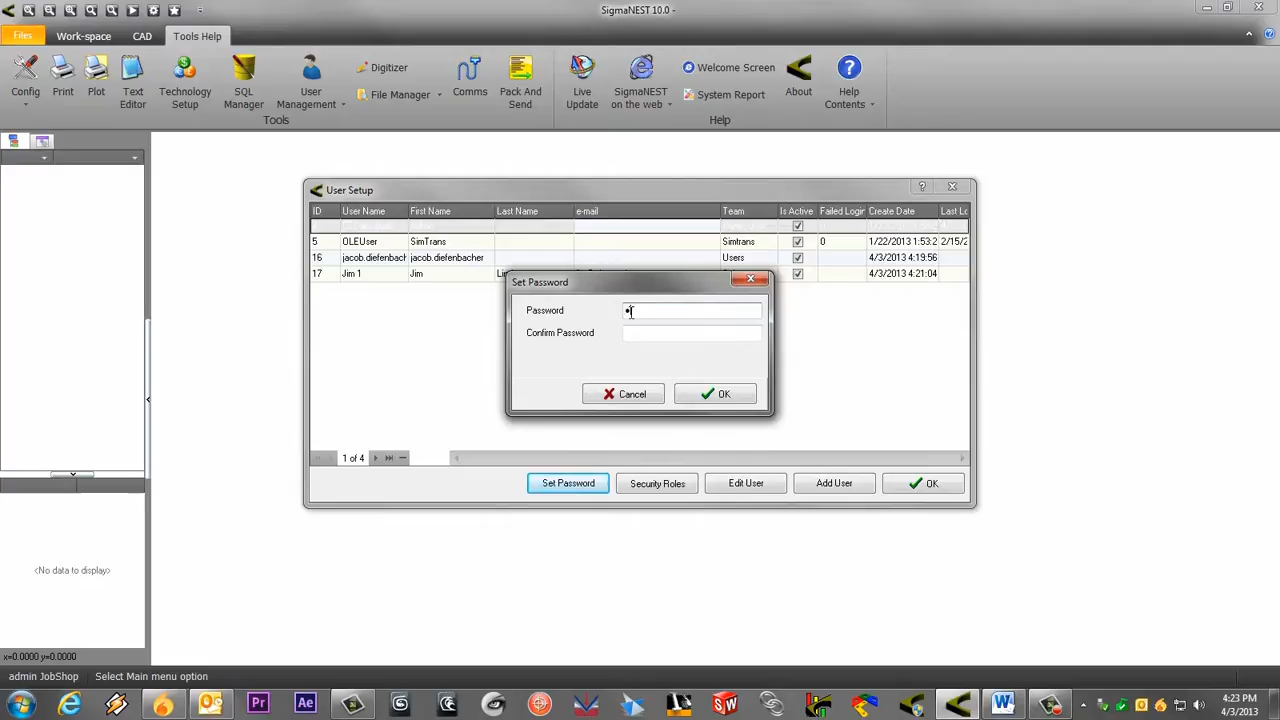 SigmaNEST 10.0 -
Files Work-space CAD Tools Help
Config
Print
Plot
Text Editor
Technology Setup
SQL Manager
User Management
Digitizer
File Manager
Comms
Pack And Send
Tools
Live Update
SigmaNEST on the web
Welcome Screen
System Report
About
Help Contents
Help
User Setup
ID User Name First Name Last Name e-mail Team Is Active Failed Login Create Date Last Lo
5 OLEUser SimTrans Simtrans 0 1/22/2013 1:53:2 2/15/2
16 jacob.diefenbach jacob.diefenbacher Users 4/3/2013 4:19:56
17 Jim 1 Jim Users 4/3/2013 4:21:04
Set Password
Password
Confirm Password
Cancel OK
1 of 4
Set Password Security Roles Edit User Add User OK
<No data to display>
x=0.0000 y=0.0000
admin JobShop Select Main menu option
4:23 PM
4/3/2013